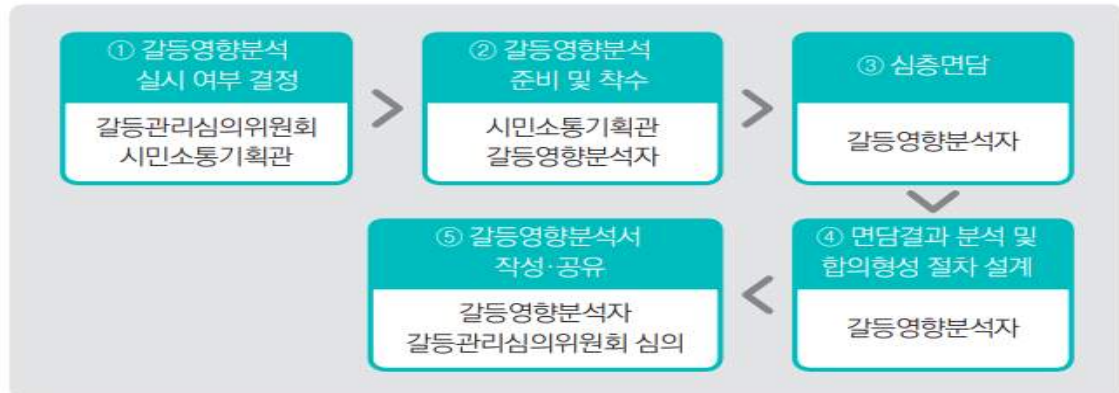 ① 갈등영향분석
실시 여부 결정
갈등관리심의위원회
시민소통기획관
② 갈등영향분석
준비 및 착수
시민소통기획관
갈등영향분석자
③ 심층면담
갈등영향분석자
④ 면담결과 분석 및
합의형성 절차 설계
갈등영향분석자
⑤ 갈등영향분석서
작성·공유
갈등영향분석자
갈등관리심의위원회 심의